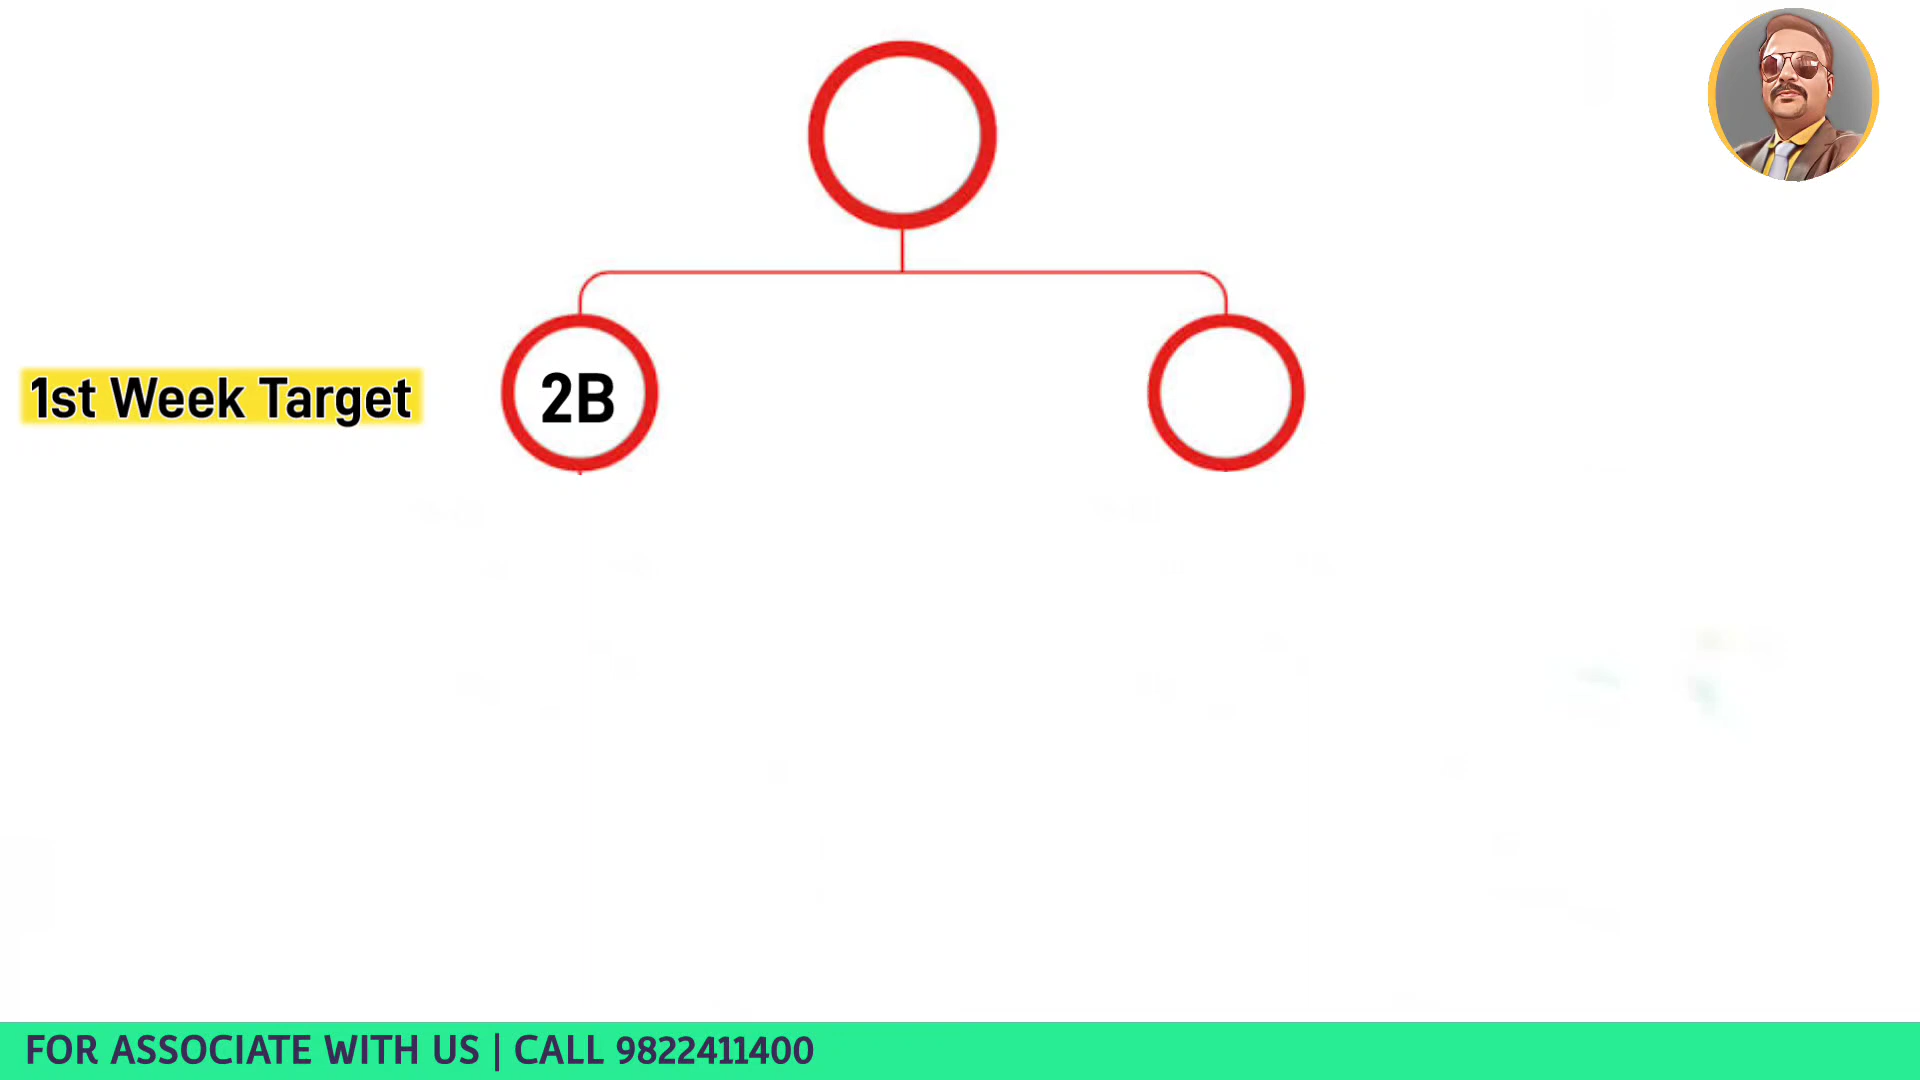 1st Week Target
2B
FOR ASSOCIATE WITH US | CALL 9822411400